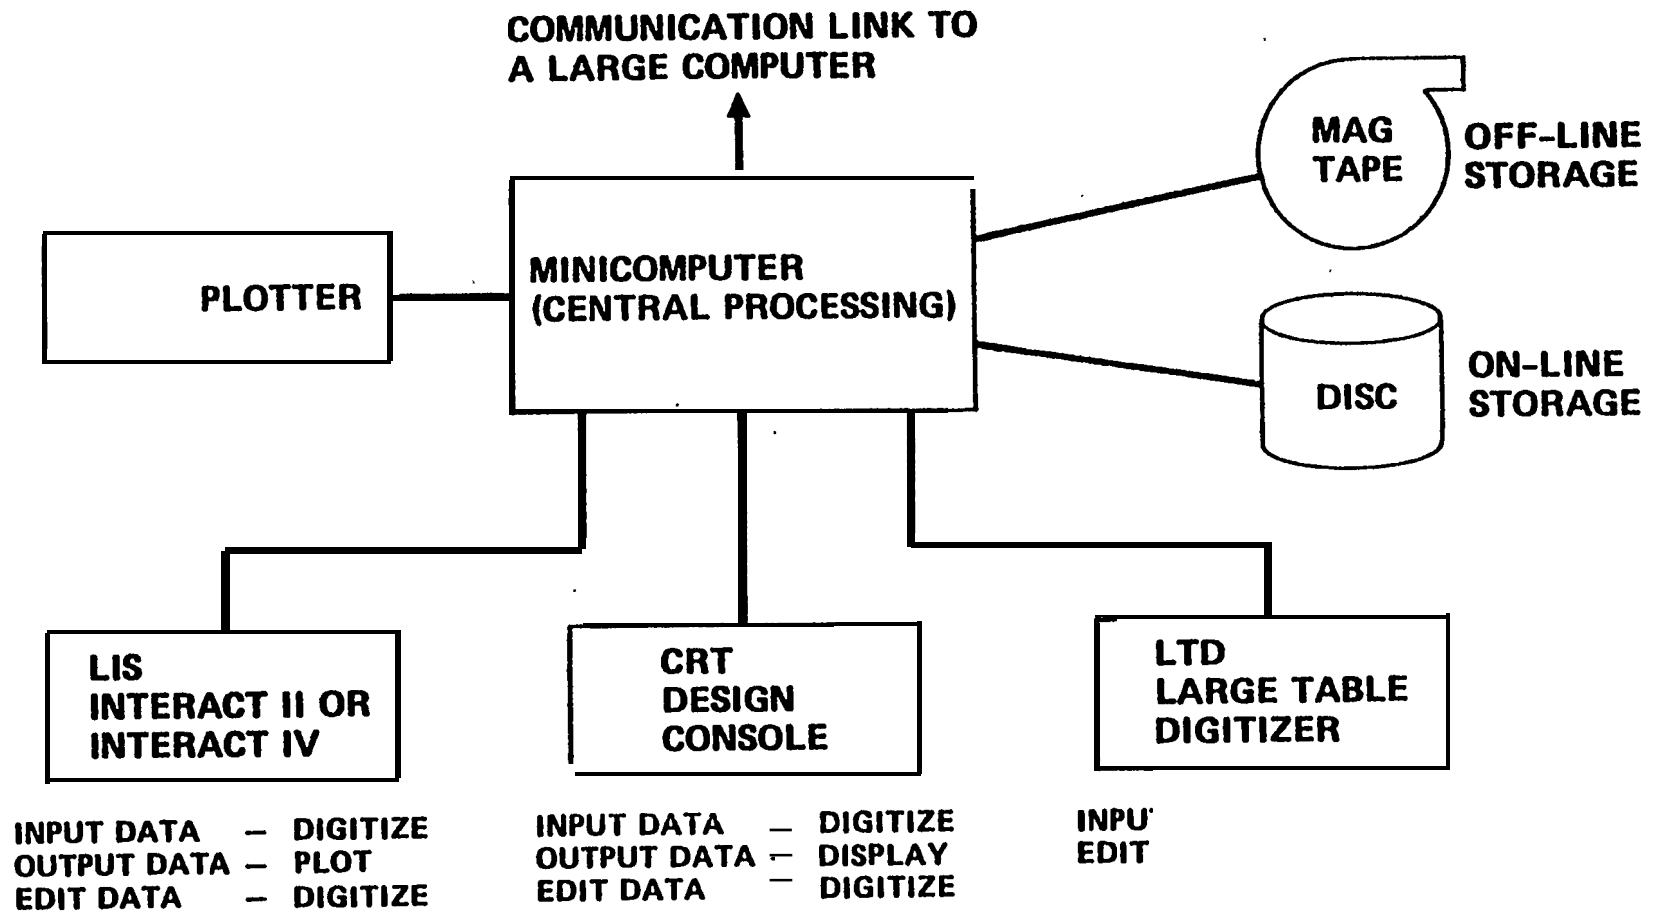 COMMUNICATION LINK TO
A LARGE COMPUTER
MAG
TAPE
OFF-LINE
STORAGE
PLOTTER
MINICOMPUTER
(CENTRAL PROCESSING)
DISC
ON-LINE
STORAGE
LIS
INTERACT II OR
INTERACT IV
CRT
DESIGN
CONSOLE
LTD
LARGE TABLE
DIGITIZER
INPUT DATA – DIGITIZE
OUTPUT DATA – PLOT
EDIT DATA – DIGITIZE
INPUT DATA – DIGITIZE
OUTPUT DATA – DISPLAY
EDIT DATA – DIGITIZE
EDIT